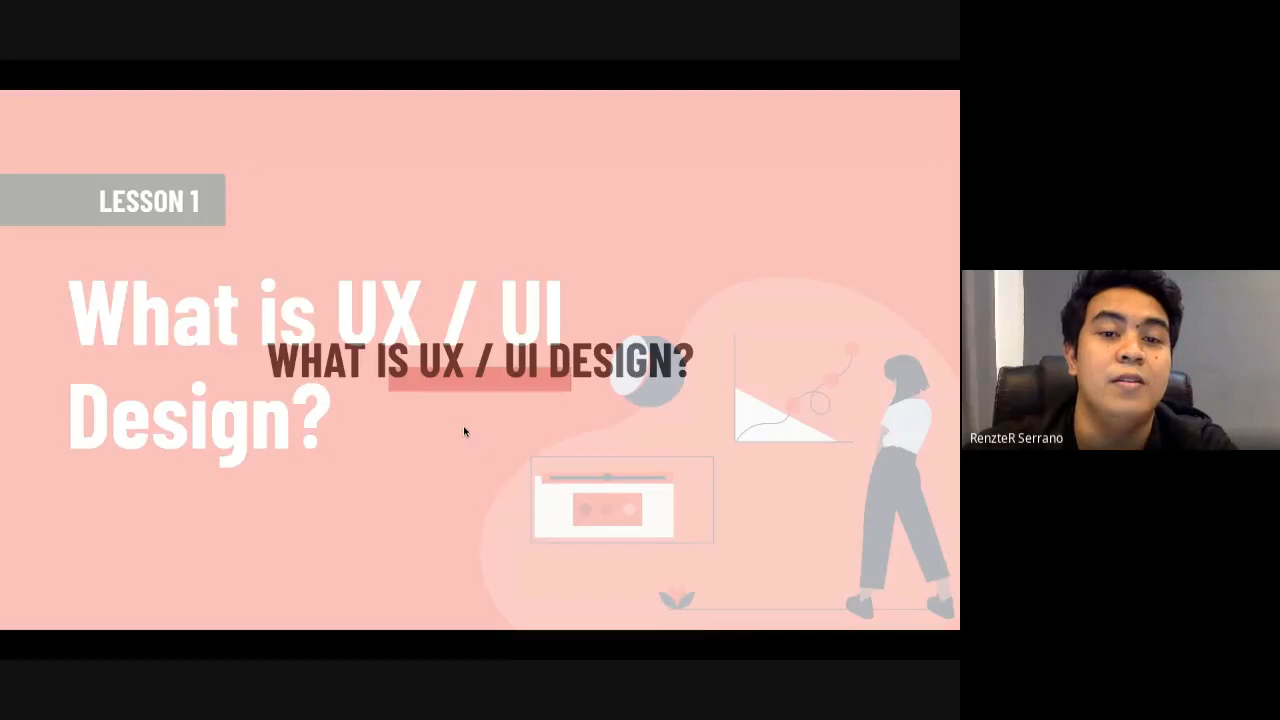 LESSON 1
What is UX / UI
WHAT IS UX / UI DESIGN?
Design?
RenzteR Serrano